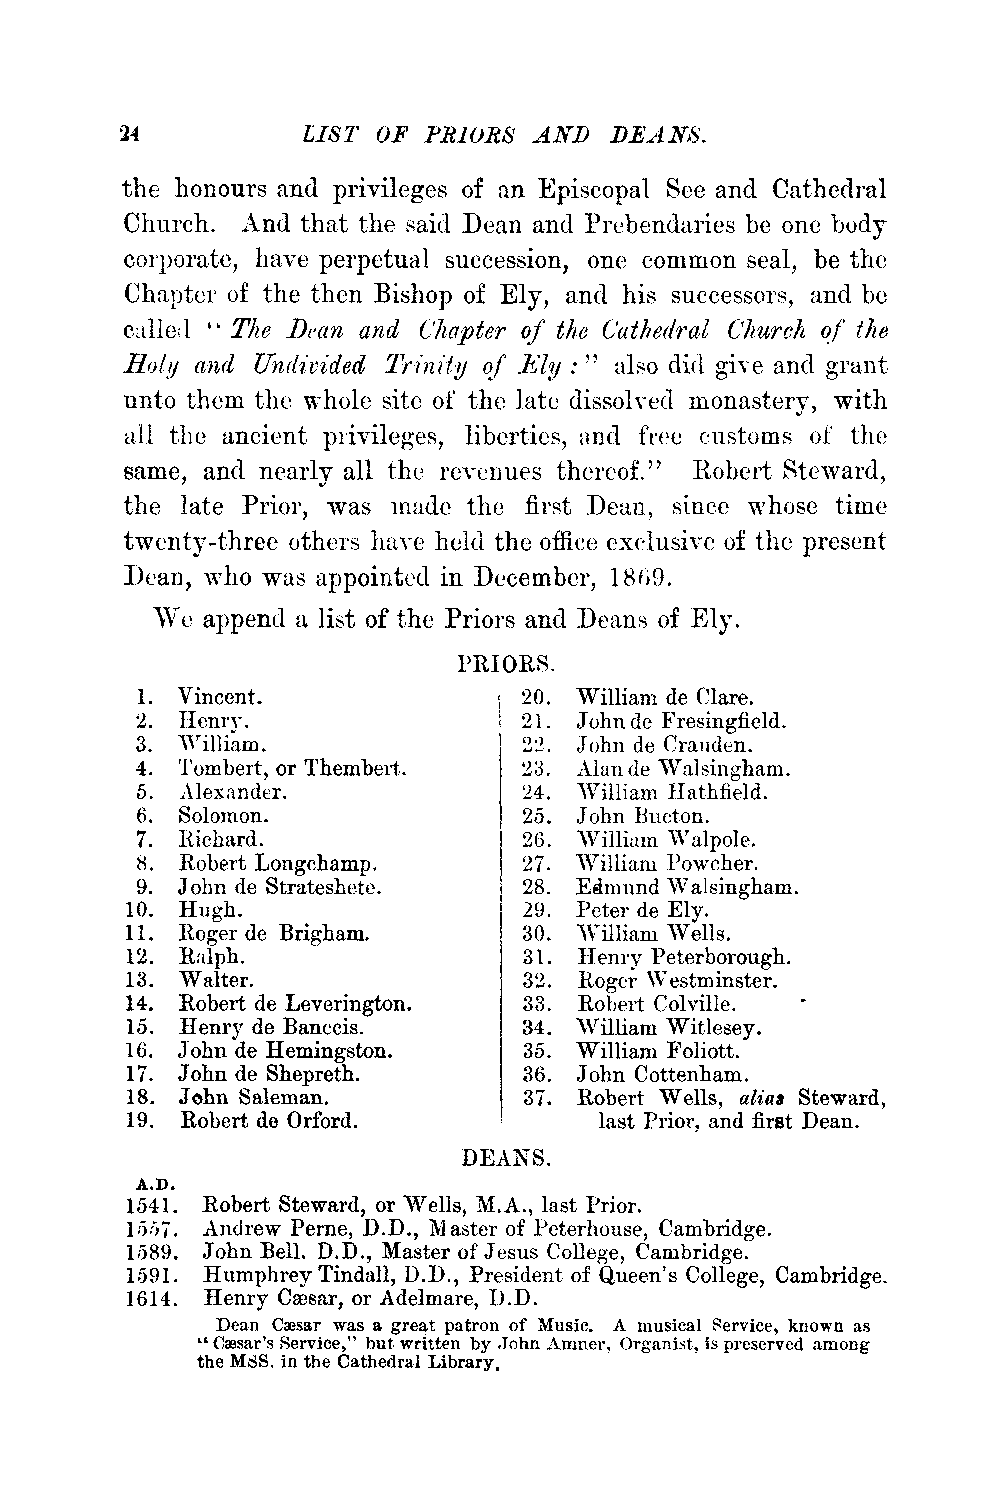 24 LIST OF PRIORS AND DEANS.
the honours and privileges of an Episcopal See and Cathedral
Church. And that the said Dean and Prebendaries be one body
corporate, have perpetual succession, one common seal, be the
Chapter of the then Bishop of Ely, and his successors, and be
called “ The Dean and Chapter of the Cathedral Church of the
Holy and Undivided Trinity of Ely : ” also did give and grant
unto them the whole site of the late dissolved monastery, with
all the ancient privileges, liberties, and free customs of the
same, and nearly all the revenues thereof.” Robert Steward,
the late Prior, was made the first Dean, since whose time
twenty-three others have held the office exclusive of the present
Dean, who was appointed in December, 1869.
We append a list of the Priors and Deans of Ely.
PRIORS.
1. Vincent.
2. Henry.
3. William.
4. Tombert, or Thembert.
5. Alexander.
6. Solomon.
7. Richard.
8. Robert Longchamp.
9. John de Strateshete.
10. Hugh.
11. Roger de Brigham.
12. Ralph.
13. Walter.
14. Robert de Leverington.
15. Henry de Banccis.
16. John de Hemingston.
17. John de Shepreth.
18. John Saleman.
19. Robert de Orford.
20. William de Clare.
21. John de Fresingfield.
22. John de Crauden.
23. Alan de Walsingham.
24. William Hathfield.
25. John Bucton.
26. William Walpole.
27. William Powcher.
28. Edmund Walsingham.
29. Peter de Ely.
30. William Wells.
31. Henry Peterborough.
32. Roger Westminster.
33. Robert Colville.
34. William Witlesey.
35. William Foliott.
36. John Cottenham.
37. Robert Wells, alias Steward,
last Prior, and first Dean.
DEANS.
A.D.
1541. Robert Steward, or Wells, M.A., last Prior.
1557. Andrew Perne, D.D., Master of Peterhouse, Cambridge.
1589. John Bell. D.D., Master of Jesus College, Cambridge.
1591. Humphrey Tindall, D.D., President of Queen's College, Cambridge.
1614. Henry Cæsar, or Adelmare, D.D.
Dean Cæsar was a great patron of Music. A musical Service, known as
“ Cæsar's Service,” but written by John Amner, Organist, is preserved among
the MSS. in the Cathedral Library.